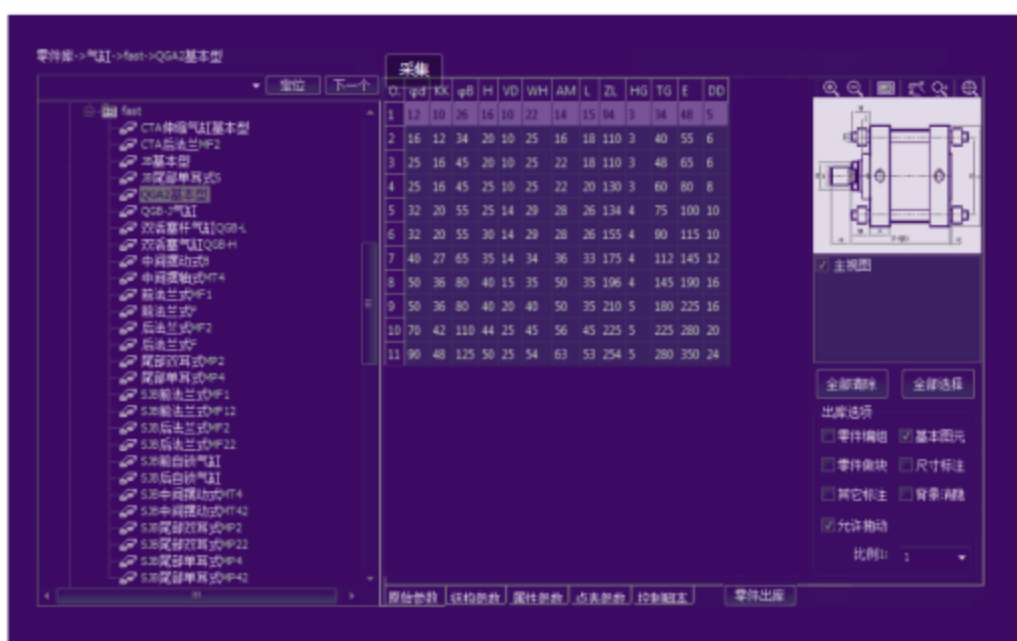 零件库->气缸->fast->QGA2基本型
采集
定位 下一个
O. φd KK φB H VD WH AM L ZL HG TG E DD
1 12 10 26 16 10 22 14 15 94 3 34 48 5
2 16 12 34 20 10 25 16 18 110 3 40 55 6
3 25 16 45 20 10 25 22 18 110 3 48 65 6
4 25 16 45 25 10 25 22 20 130 3 60 80 8
5 32 20 55 25 14 29 28 26 134 4 75 100 10
6 32 20 55 30 14 29 28 26 155 4 90 115 10
7 40 27 65 35 14 34 36 33 175 4 112 145 12
8 50 36 80 40 15 35 50 35 196 4 145 190 16
9 50 36 80 40 20 40 50 35 210 5 180 225 16
10 70 42 110 44 25 45 56 45 225 5 225 280 20
11 90 48 125 50 25 54 63 53 254 5 280 350 24
fast
CTA伸缩气缸基本型
CTA后法兰MF2
JB基本型
JB尾部单耳式S
QGA2基本型
QGB-J气缸
双活塞杆气缸QGB-L
双活塞气缸QGB-H
中间摆动式B
中间摆轴式MT4
前法兰式MF1
前法兰式F
后法兰式MF2
后法兰式F
尾部双耳式MP2
尾部单耳式MP4
SJB前法兰式MF1
SJB前法兰式MF12
SJB后法兰式MF2
SJB后法兰式MF22
SJB前自锁气缸
SJB后自锁气缸
SJB中间摆动式MT4
SJB中间摆动式MT42
SJB尾部双耳式MP2
SJB尾部双耳式MP22
SJB尾部单耳式MP4
SJB尾部单耳式MP42
主视图
全部清除 全部选择
出库选项
零件编组 基本图元
零件做块 尺寸标注
其它标注 背景消隐
允许拖动
比例1: 1
原始参数 结构参数 属性参数 点表参数 控制脚本 零件出库